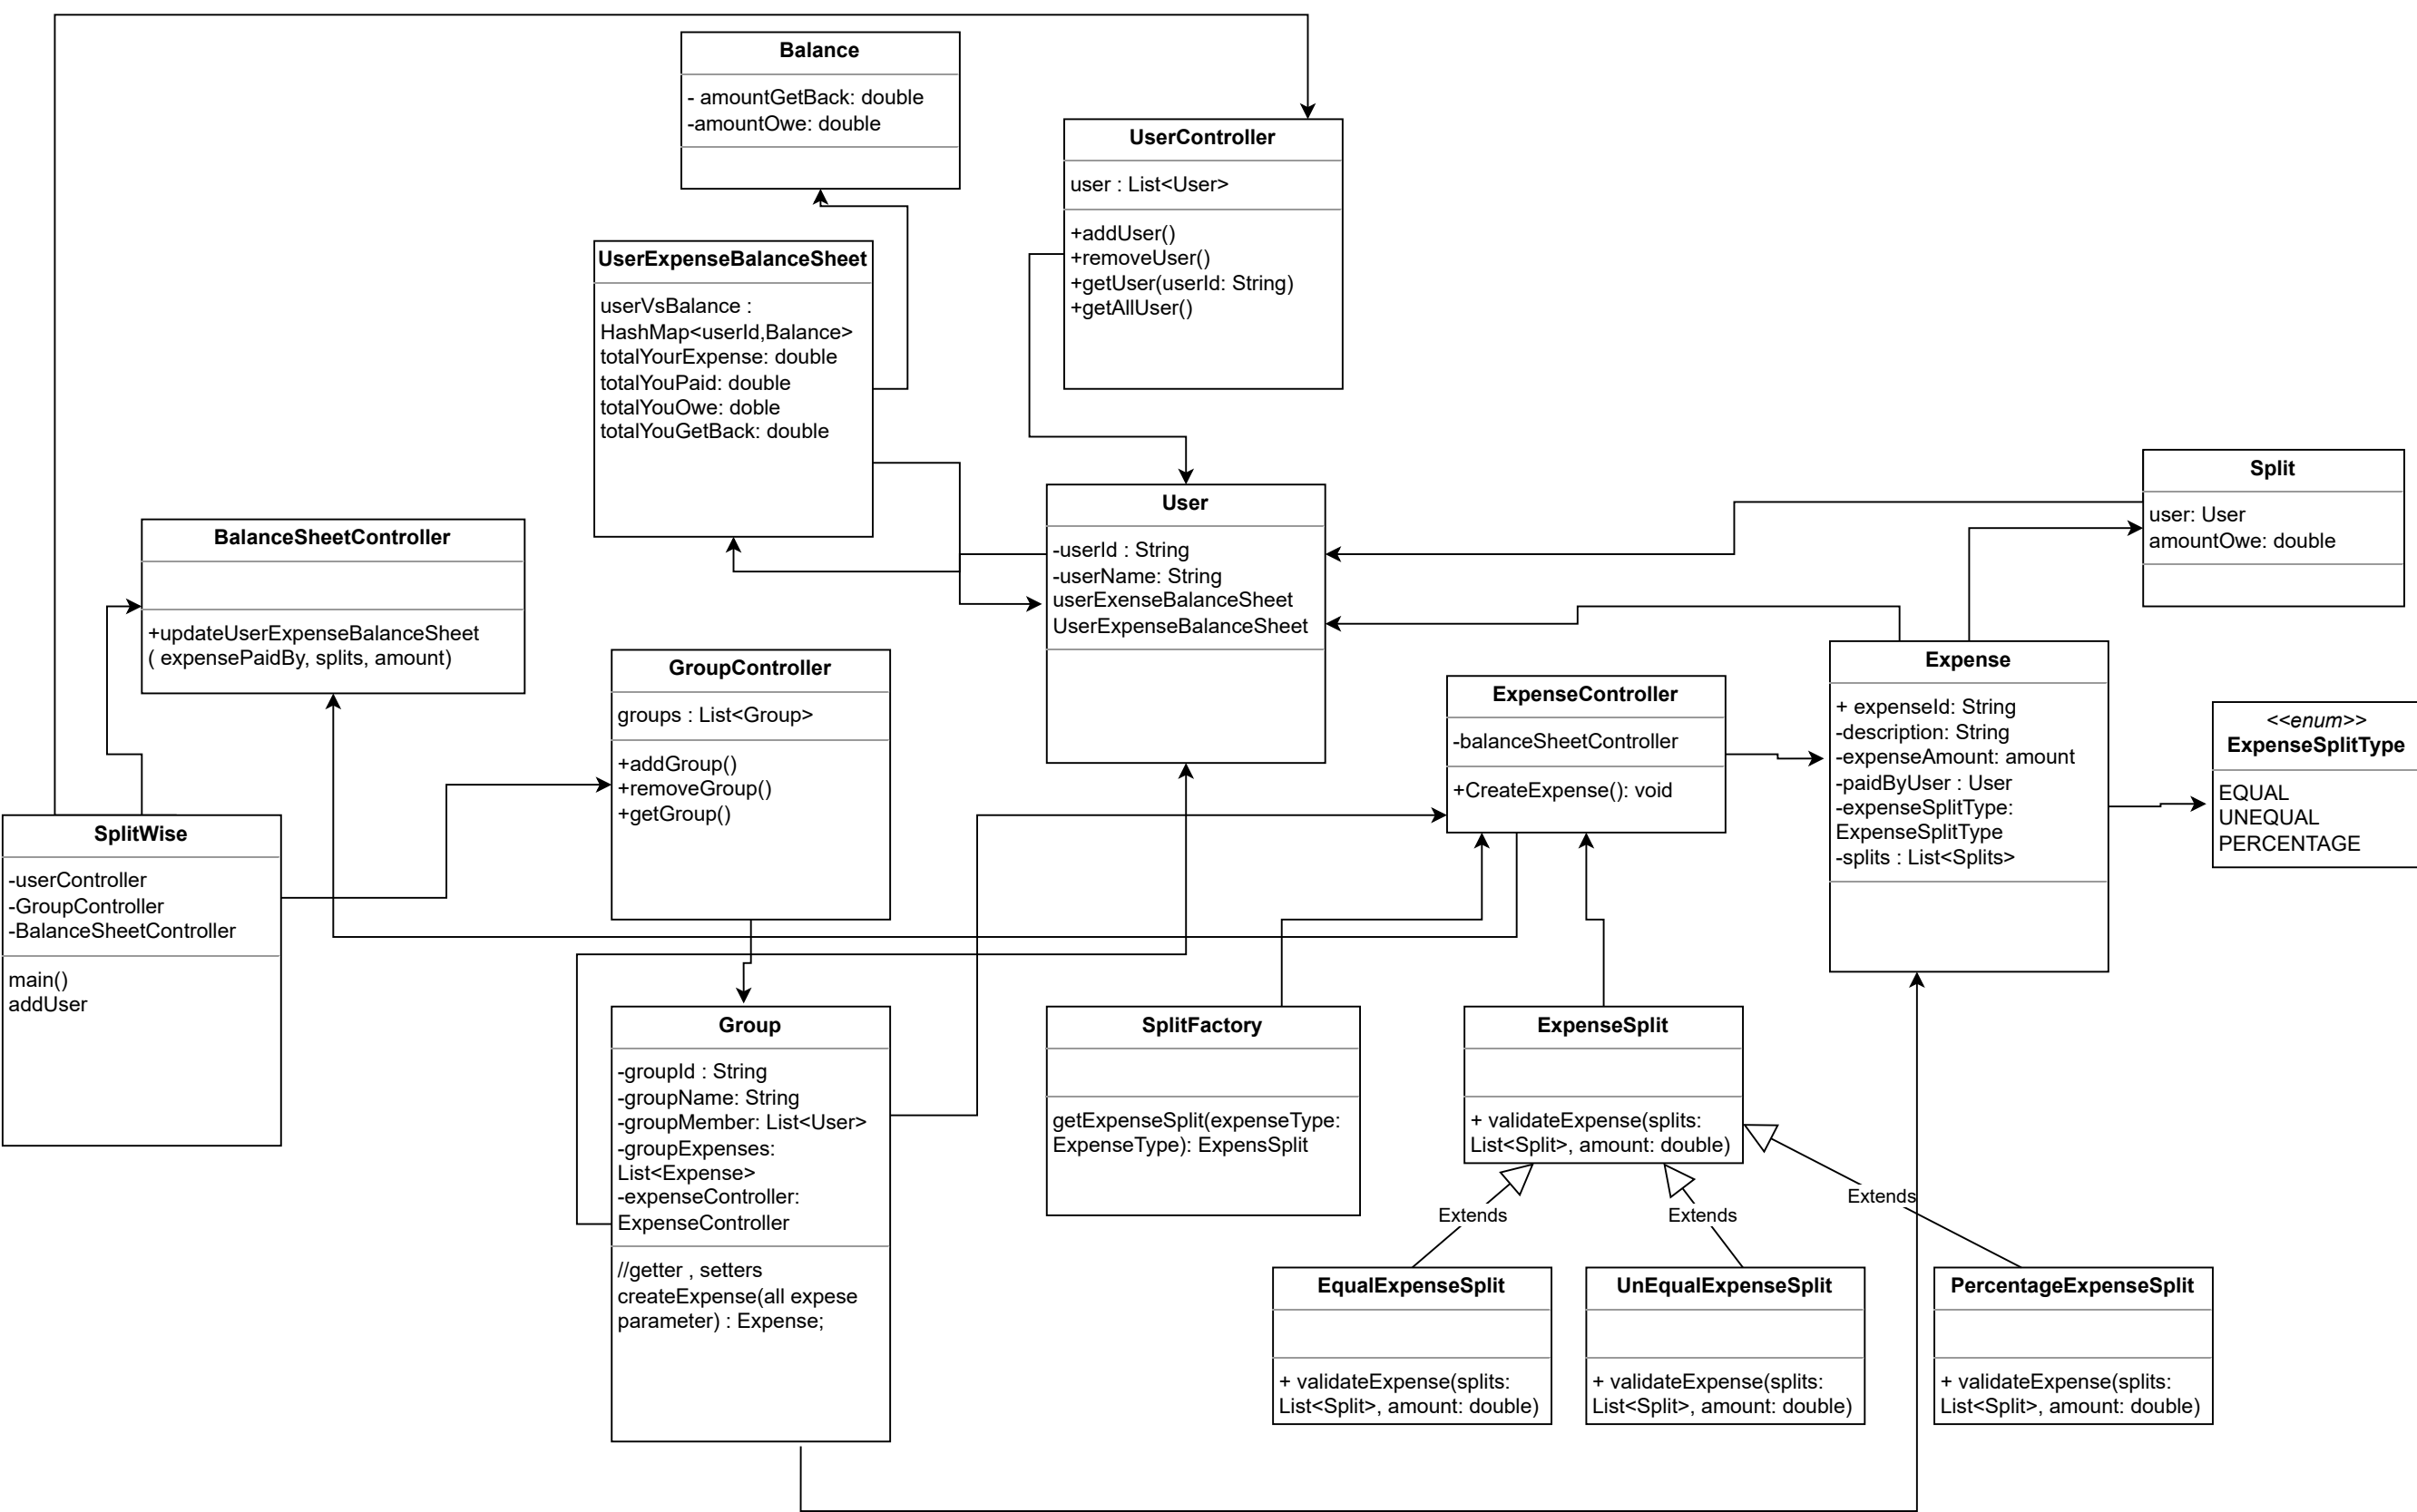 Balance
- amountGetBack: double
-amountOwe: double
UserController
user : List<User>
+addUser()
+removeUser()
+getUser(userId: String)
+getAllUser()
UserExpenseBalanceSheet
userVsBalance :
HashMap<userId,Balance>
totalYourExpense: double
totalYouPaid: double
totalYouOwe: doble
totalYouGetBack: double
Split
user: User
amountOwe: double
User
-userId : String
-userName: String
userExenseBalanceSheet
UserExpenseBalanceSheet
BalanceSheetController
+updateUserExpenseBalanceSheet
( expensePaidBy, splits, amount)
GroupController
groups : List<Group>
+addGroup()
+removeGroup()
+getGroup()
ExpenseController
-balanceSheetController
+CreateExpense(): void
Expense
+ expenseId: String
-description: String
-expenseAmount: amount
-paidByUser : User
-expenseSplitType:
ExpenseSplitType
-splits : List<Splits>
<<enum>>
ExpenseSplitType
EQUAL
UNEQUAL
PERCENTAGE
SplitWise
-userController
-GroupController
-BalanceSheetController
main()
addUser
Group
-groupId : String
-groupName: String
-groupMember: List<User>
-groupExpenses:
List<Expense>
-expenseController:
ExpenseController
//getter , setters
createExpense(all expese
parameter) : Expense;
SplitFactory
getExpenseSplit(expenseType:
ExpenseType): ExpensSplit
ExpenseSplit
+ validateExpense(splits:
List<Split>, amount: double)
Extends
Extends
Extends
EqualExpenseSplit
+ validateExpense(splits:
List<Split>, amount: double)
UnEqualExpenseSplit
+ validateExpense(splits:
List<Split>, amount: double)
PercentageExpenseSplit
+ validateExpense(splits:
List<Split>, amount: double)